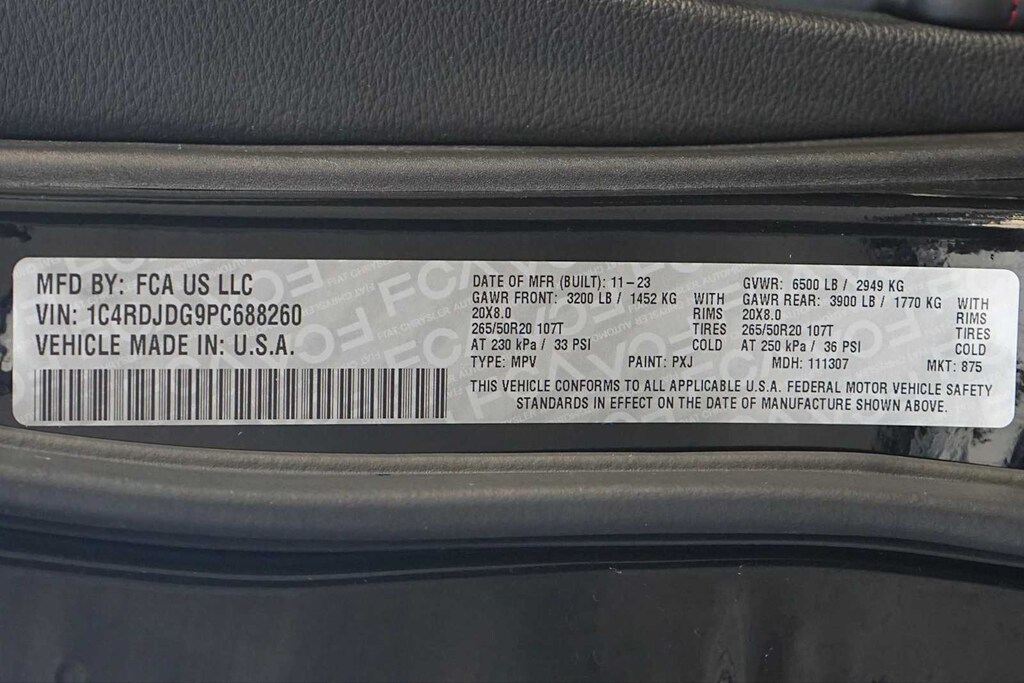 MFD BY: FCA US LLC
VIN: 1C4RDJDG9PC688260
VEHICLE MADE IN: U.S.A.
DATE OF MFR (BUILT): 11-23
GAWR FRONT: 3200 LB / 1452 KG WITH
20X8.0 RIMS
265/50R20 107T TIRES
AT 230 kPa / 33 PSI COLD
TYPE: MPV PAINT: PXJ
GVWR: 6500 LB / 2949 KG
GAWR REAR: 3900 LB / 1770 KG WITH
20X8.0 RIMS
265/50R20 107T TIRES
AT 250 kPa / 36 PSI COLD
MDH: 111307 MKT: 875
THIS VEHICLE CONFORMS TO ALL APPLICABLE U.S.A. FEDERAL MOTOR VEHICLE SAFETY
STANDARDS IN EFFECT ON THE DATE OF MANUFACTURE SHOWN ABOVE.